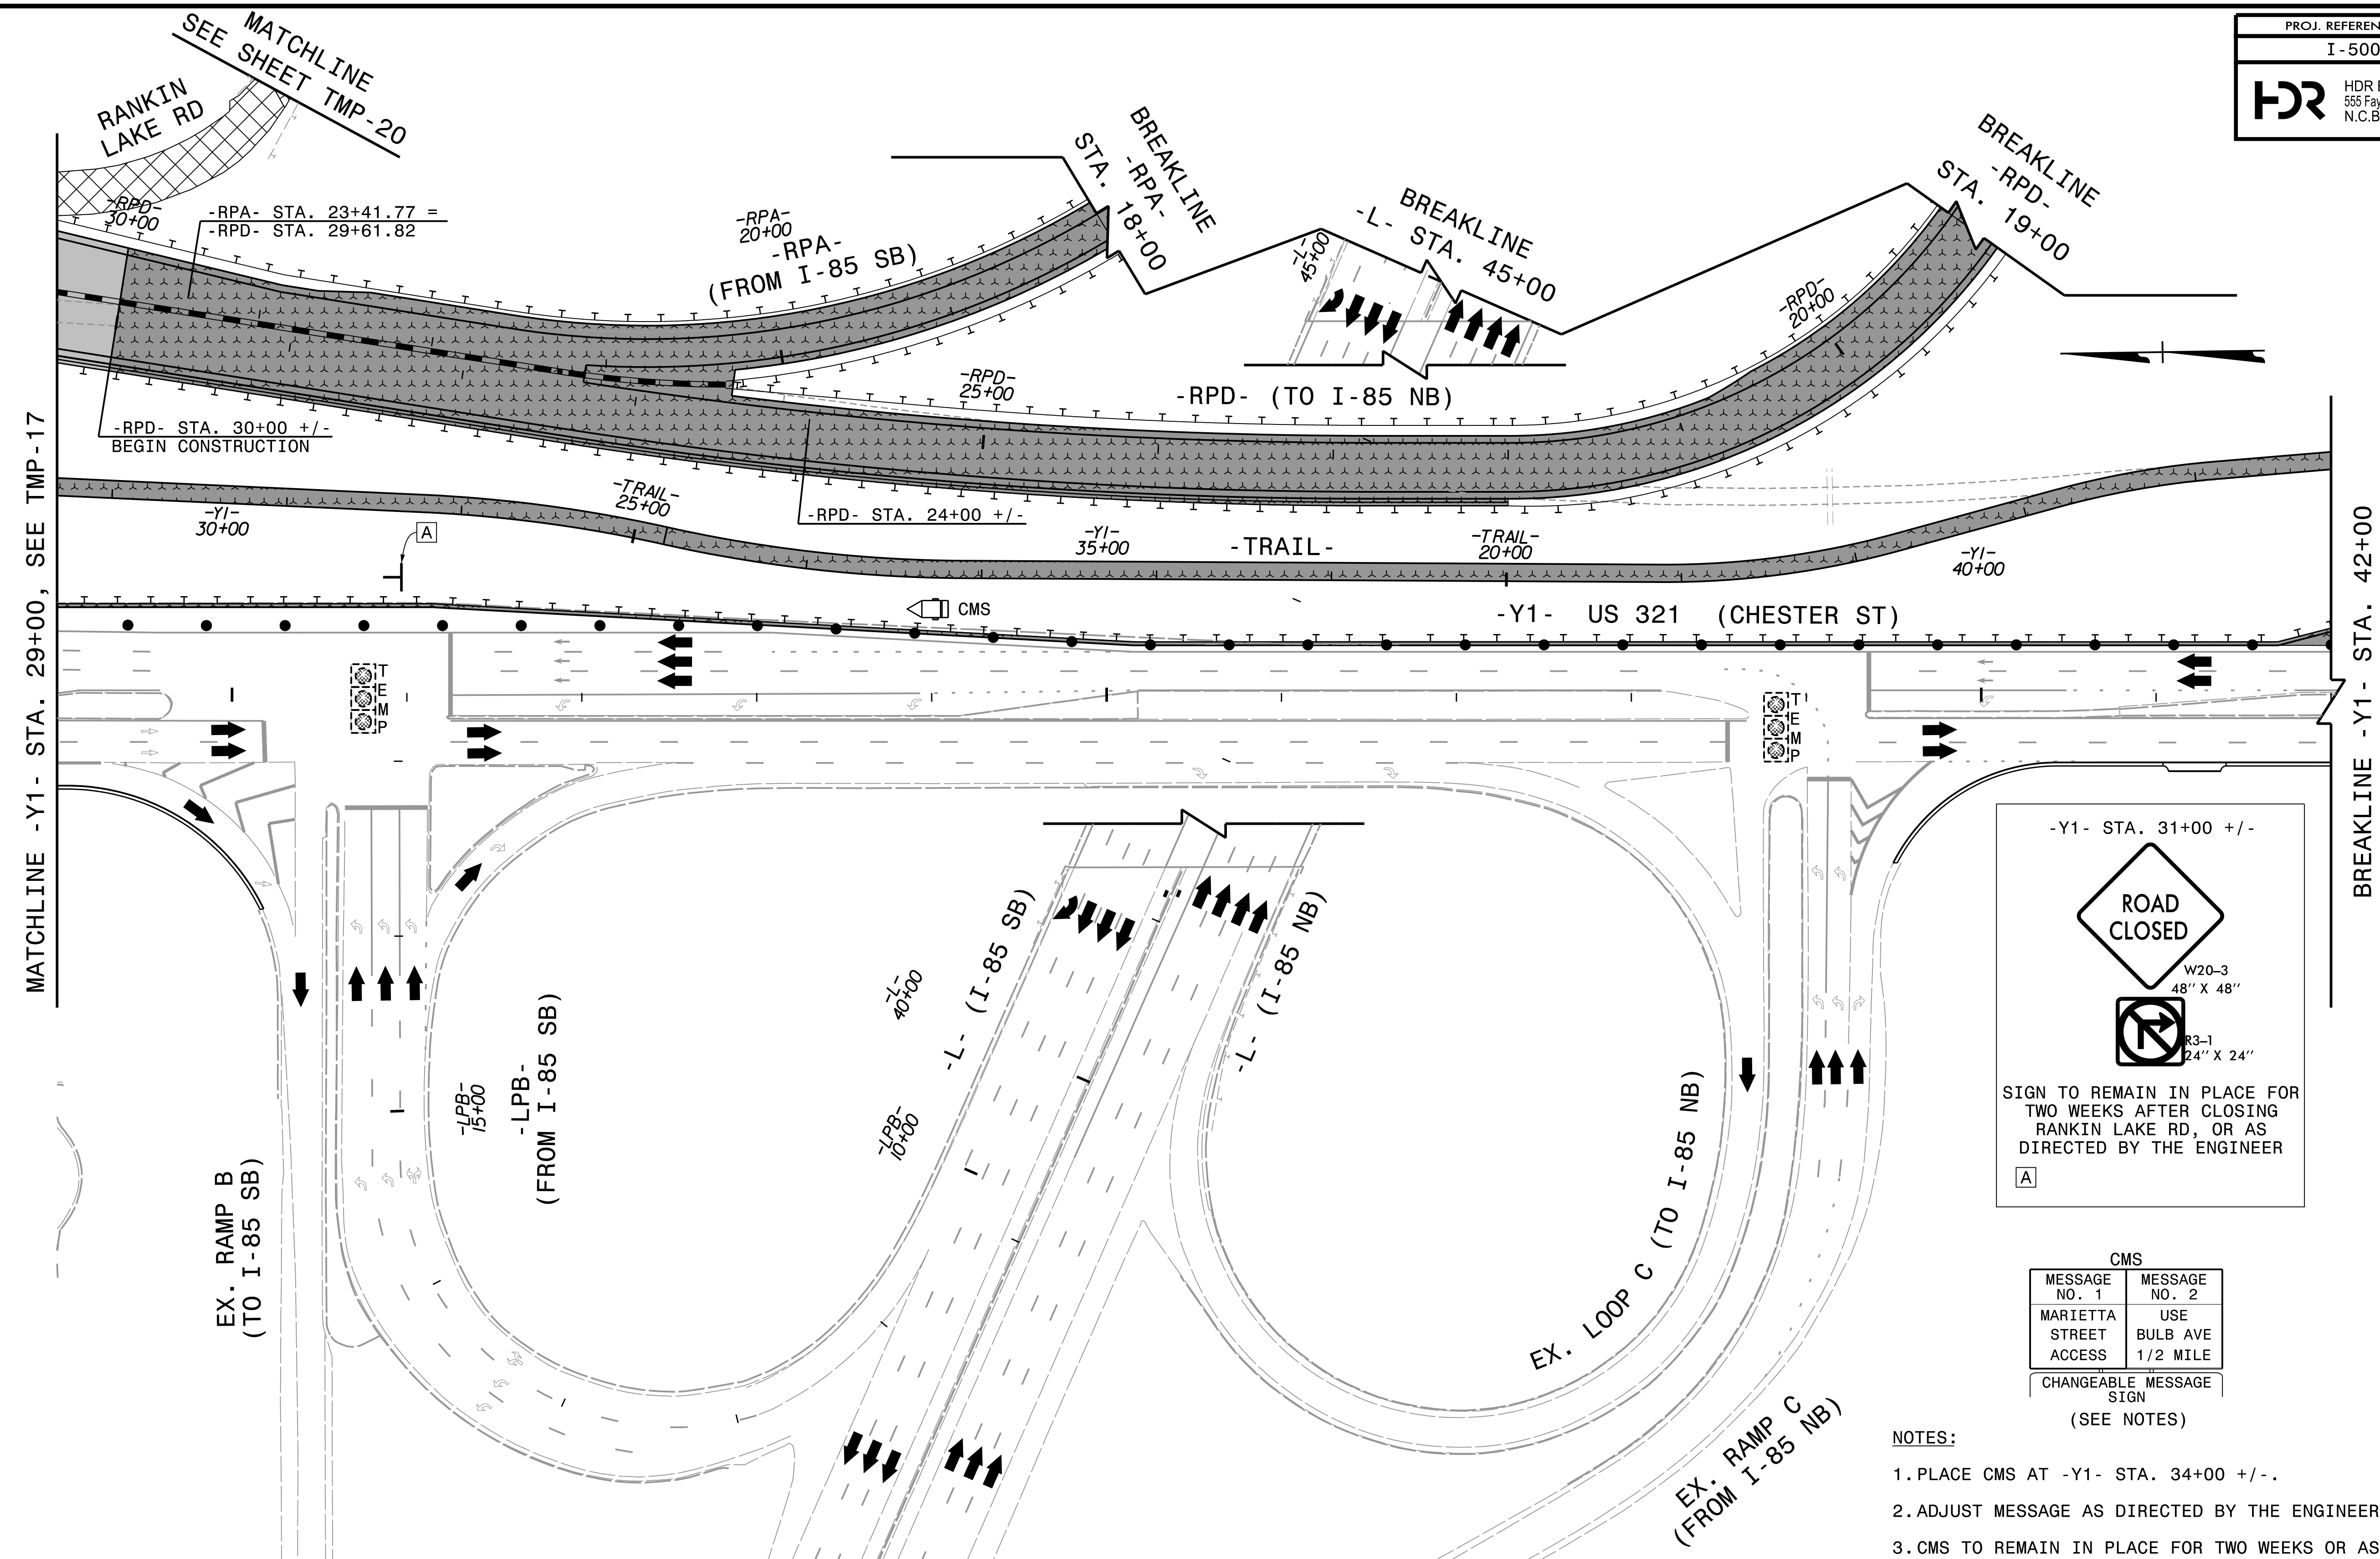 PROJ. REFEREN
I-500
HDR
HDR E
555 Fay
N.C.B
MATCHLINE
SEE SHEET TMP-20
RANKIN
LAKE RD
-RPD-
30+00
-RPA- STA. 23+41.77 =
-RPD- STA. 29+61.82
-RPA-
20+00
-RPA-
(FROM I-85 SB)
BREAKLINE
-RPA-
STA. 18+00
BREAKLINE
-L- STA. 45+00
-L-
45+00
BREAKLINE
-RPD-
STA. 19+00
-RPD-
20+00
-RPD-
25+00
-RPD- (TO I-85 NB)
-RPD- STA. 30+00 +/-
BEGIN CONSTRUCTION
MATCHLINE -Y1- STA. 29+00, SEE TMP-17
-Y1-
30+00
A
-TRAIL-
25+00
-RPD- STA. 24+00 +/-
-Y1-
35+00
-TRAIL-
-TRAIL-
20+00
-Y1-
40+00
BREAKLINE -Y1- STA. 42+00
CMS
-Y1- US 321 (CHESTER ST)
TEMP
TEMP
-Y1- STA. 31+00 +/-
ROAD
CLOSED
W20-3
48" X 48"
R3-1
24" X 24"
SIGN TO REMAIN IN PLACE FOR
TWO WEEKS AFTER CLOSING
RANKIN LAKE RD, OR AS
DIRECTED BY THE ENGINEER
A
-L- (I-85 SB)
-L- (I-85 NB)
-L-
40+00
-LPB-
15+00
-LPB-
(FROM I-85 SB)
-LPB-
10+00
EX. RAMP B
(TO I-85 SB)
EX. LOOP C (TO I-85 NB)
EX. RAMP C
(FROM I-85 NB)
CMS
MESSAGE NO. 1
MESSAGE NO. 2
MARIETTA USE
STREET BULB AVE
ACCESS 1/2 MILE
CHANGEABLE MESSAGE
SIGN
(SEE NOTES)
NOTES:
1. PLACE CMS AT -Y1- STA. 34+00 +/-.
2. ADJUST MESSAGE AS DIRECTED BY THE ENGINEER
3. CMS TO REMAIN IN PLACE FOR TWO WEEKS OR AS